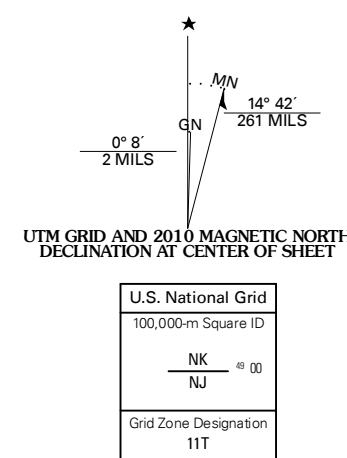 ★
MN
GN
14° 42´
261 MILS
0° 8´
2 MILS
UTM GRID AND 2010 MAGNETIC NORTH
DECLINATION AT CENTER OF SHEET
U.S. National Grid
100,000-m Square ID
NK
49 00
NJ
Grid Zone Designation
11T